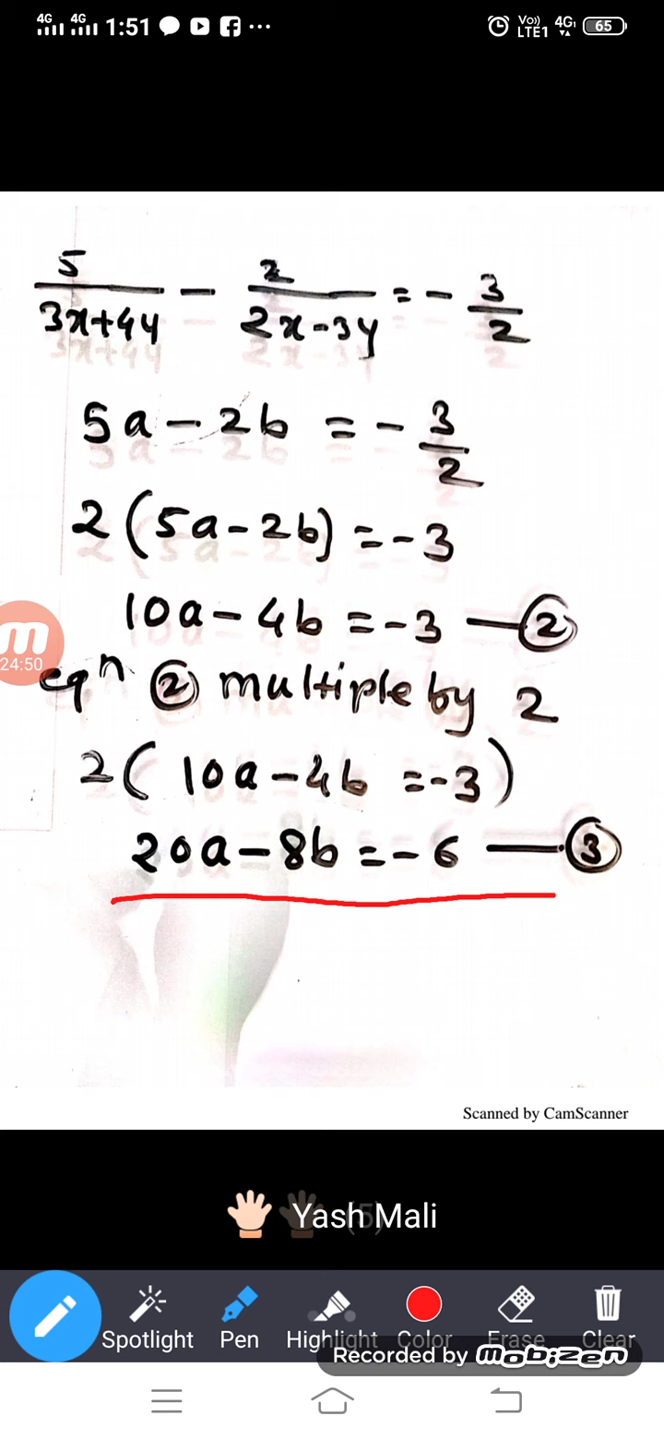 4G 4G 1:51 ... Vo)) LTE1 4G 65
5/(3x+4y) - 2/(2x-3y) = - 3/2
5a - 2b = - 3/2
2 (5a - 2b) = -3
10a - 4b = -3 — ②
24:50
eqⁿ ② multiple by 2
2 ( 10a - 4b = -3 )
20a - 8b = - 6 — ③
Scanned by CamScanner
Yash Mali
Spotlight Pen Highlight Color Erase Clear
Recorded by mobizen